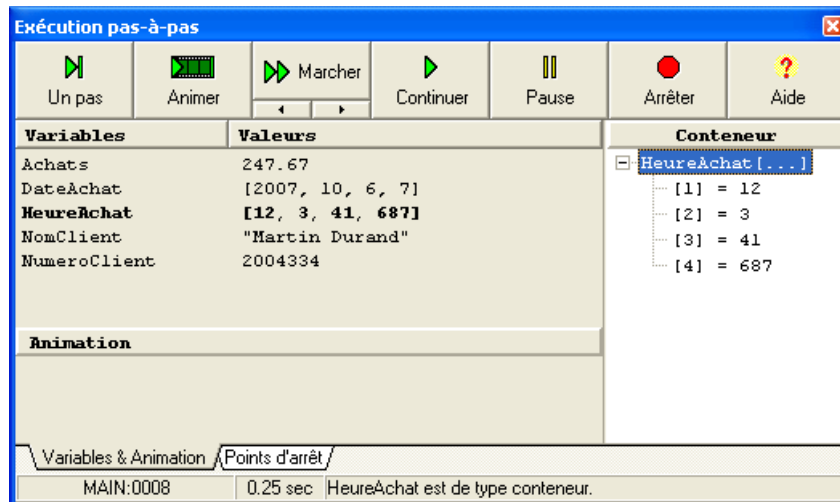 Exécution pas-à-pas
Un pas
Animer
Marcher
Continuer
Pause
Arrêter
Aide
Variables Valeurs
Achats 247.67
DateAchat [2007, 10, 6, 7]
HeureAchat [12, 3, 41, 687]
NomClient "Martin Durand"
NumeroClient 2004334
Animation
Conteneur
HeureAchat[...]
[1] = 12
[2] = 3
[3] = 41
[4] = 687
Variables & Animation Points d'arrêt
MAIN:0008 0.25 sec HeureAchat est de type conteneur.